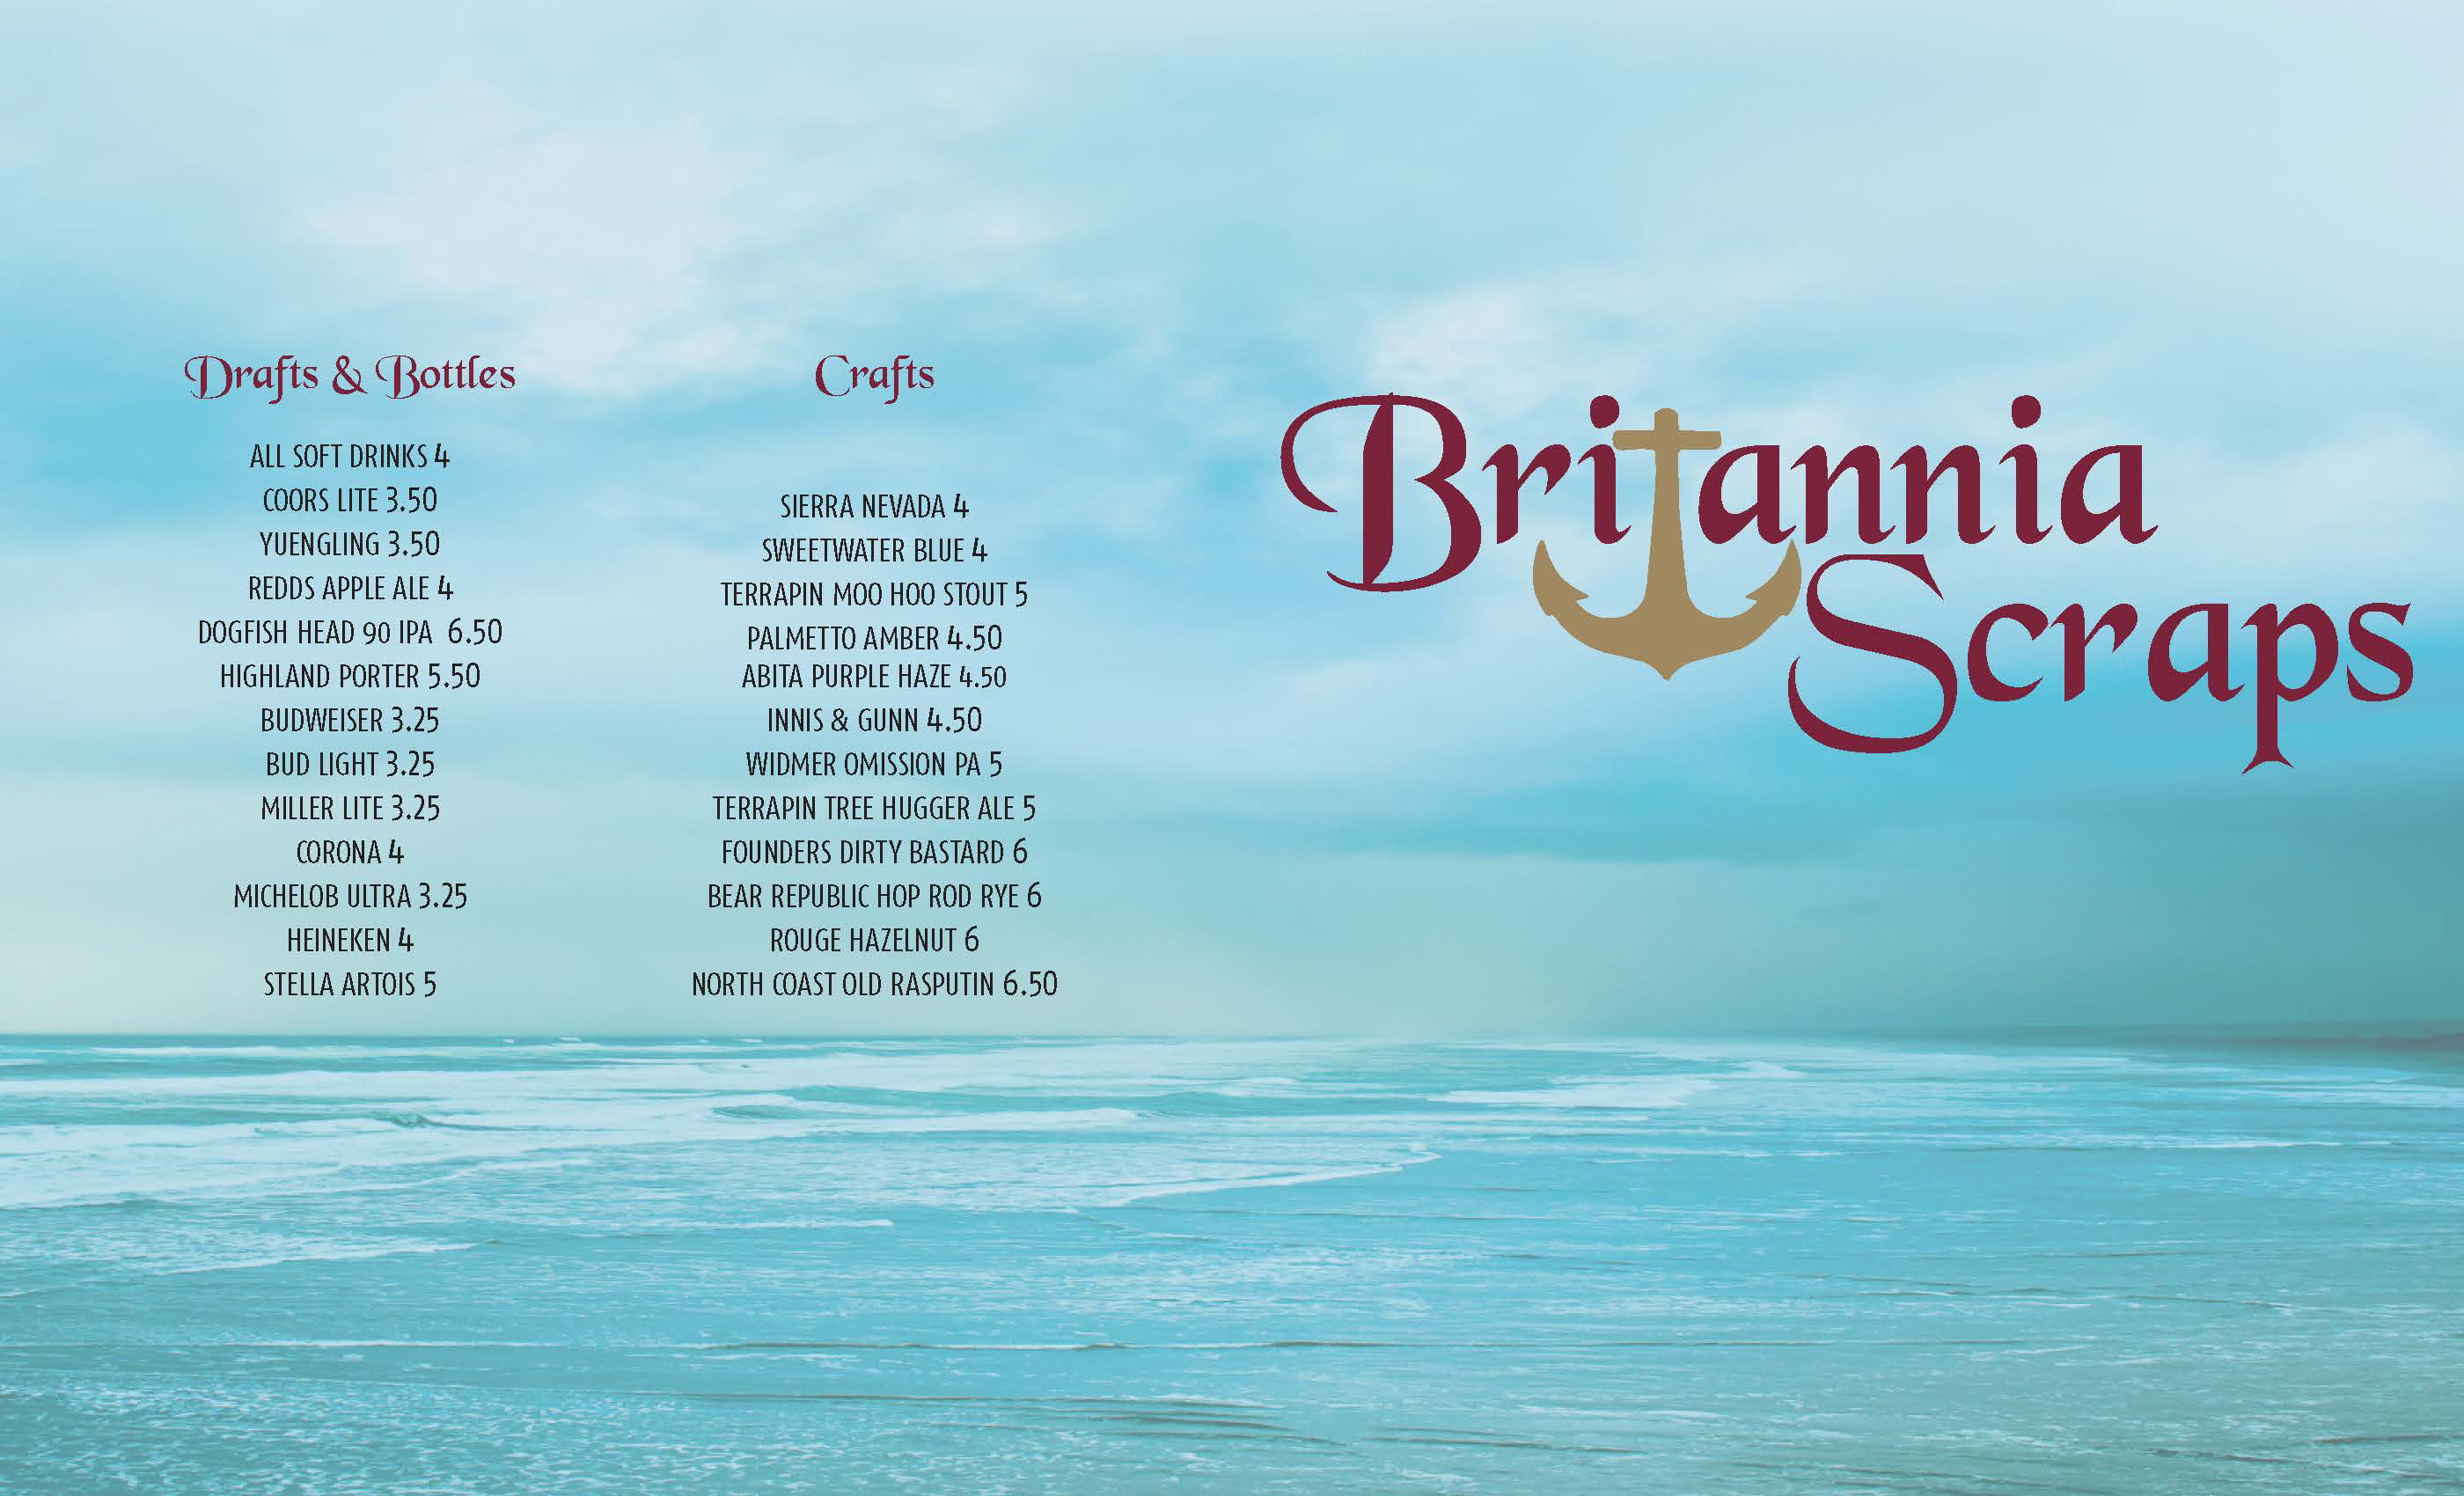 Drafts & Bottles
ALL SOFT DRINKS 4
COORS LITE 3.50
YUENGLING 3.50
REDDS APPLE ALE 4
DOGFISH HEAD 90 IPA 6.50
HIGHLAND PORTER 5.50
BUDWEISER 3.25
BUD LIGHT 3.25
MILLER LITE 3.25
CORONA 4
MICHELOB ULTRA 3.25
HEINEKEN 4
STELLA ARTOIS 5
Crafts
SIERRA NEVADA 4
SWEETWATER BLUE 4
TERRAPIN MOO HOO STOUT 5
PALMETTO AMBER 4.50
ABITA PURPLE HAZE 4.50
INNIS & GUNN 4.50
WIDMER OMISSION PA 5
TERRAPIN TREE HUGGER ALE 5
FOUNDERS DIRTY BASTARD 6
BEAR REPUBLIC HOP ROD RYE 6
ROUGE HAZELNUT 6
NORTH COAST OLD RASPUTIN 6.50
Britannia
Scraps